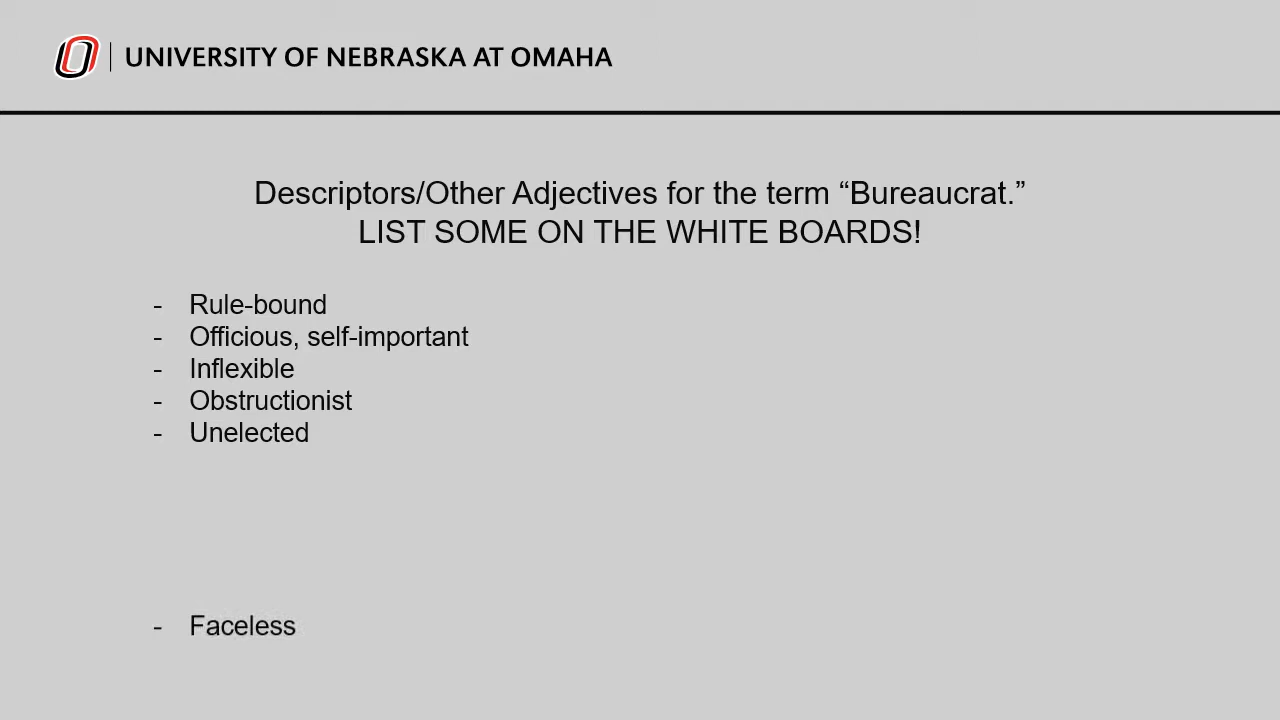 UNIVERSITY OF NEBRASKA AT OMAHA
Descriptors/Other Adjectives for the term “Bureaucrat.”
LIST SOME ON THE WHITE BOARDS!
- Rule-bound
- Officious, self-important
- Inflexible
- Obstructionist
- Unelected
- Faceless